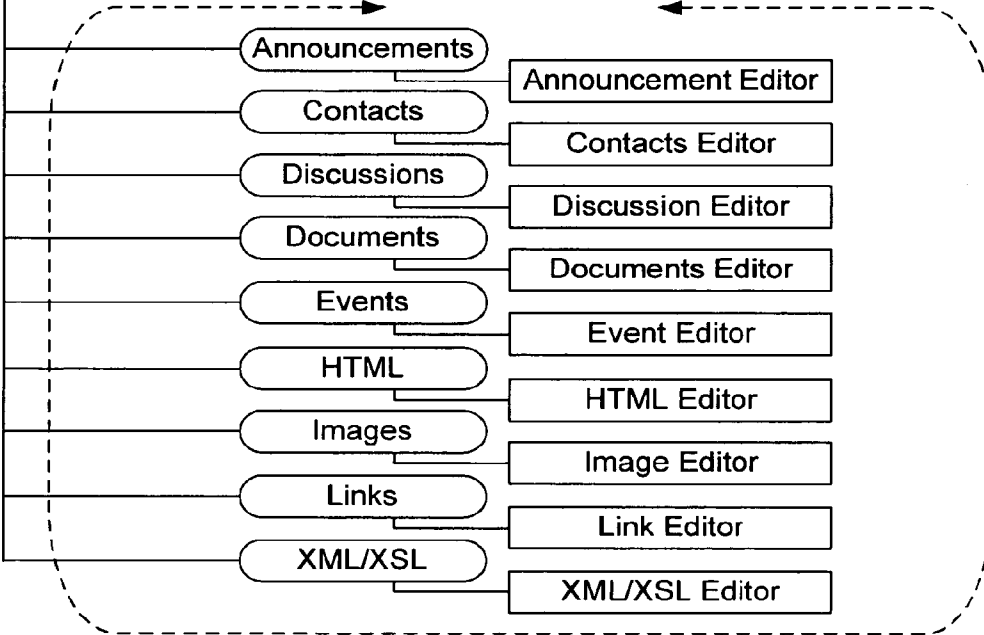 Announcements
Announcement Editor
Contacts
Contacts Editor
Discussions
Discussion Editor
Documents
Documents Editor
Events
Event Editor
HTML
HTML Editor
Images
Image Editor
Links
Link Editor
XML/XSL
XML/XSL Editor